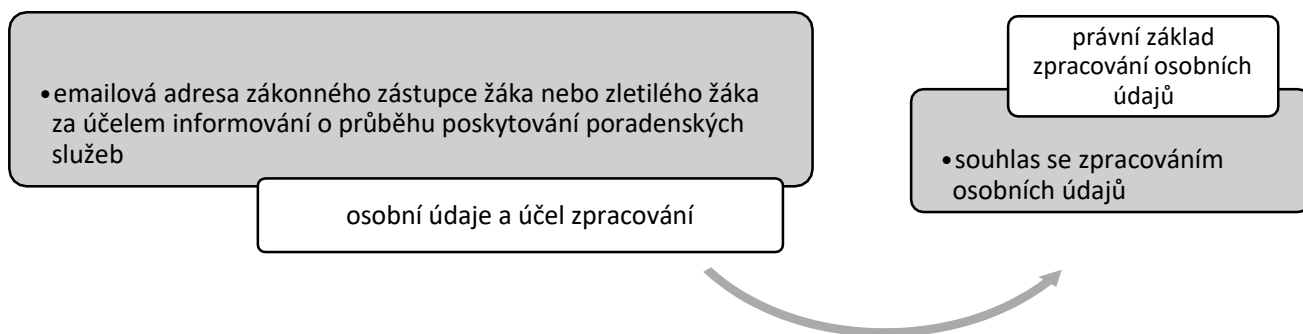 •emailová adresa zákonného zástupce žáka nebo zletilého žáka
za účelem informování o průběhu poskytování poradenských
služeb
osobní údaje a účel zpracování
právní základ
zpracování osobních
údajů
•souhlas se zpracováním
osobních údajů